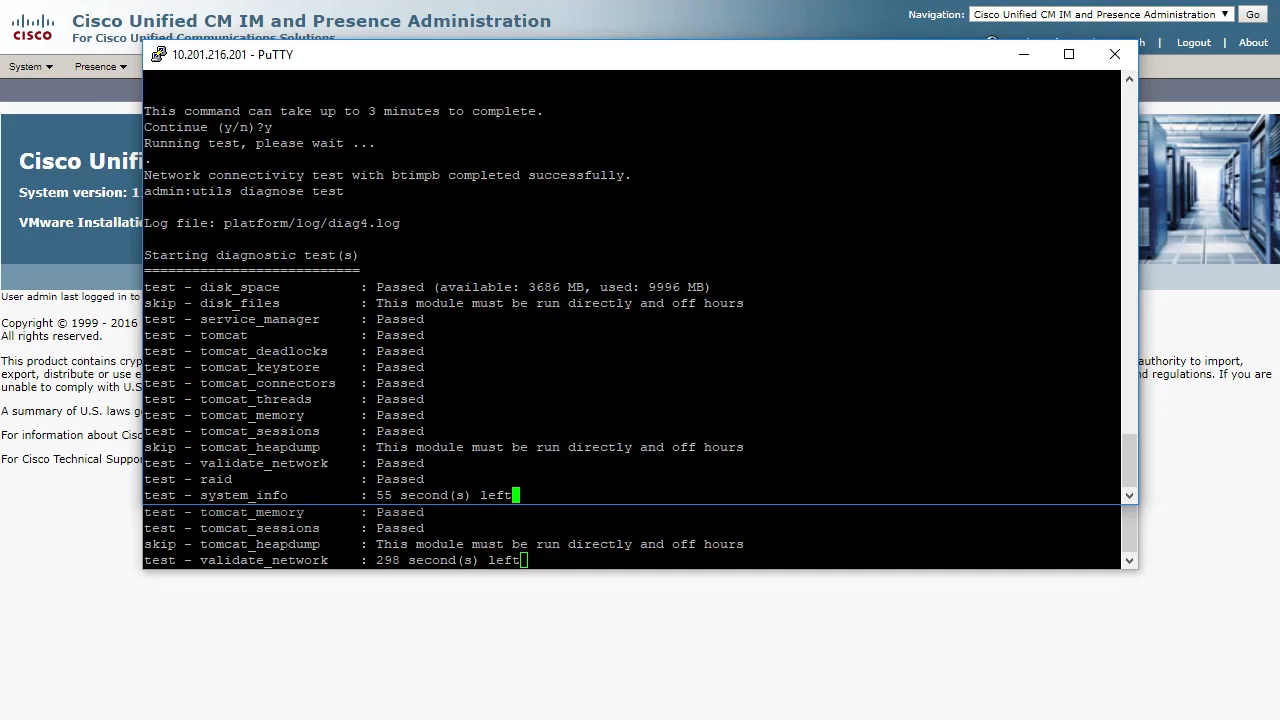 Cisco Unified CM IM and Presence Administration
For Cisco Unified Communications Solutions
Navigation: Cisco Unified CM IM and Presence Administration Go
Logout | About
System Presence
10.201.216.201 - PuTTY
This command can take up to 3 minutes to complete.
Continue (y/n)?y
Running test, please wait ...
.
Network connectivity test with btimpb completed successfully.
admin:utils diagnose test
Log file: platform/log/diag4.log
Starting diagnostic test(s)
===========================
test - disk_space : Passed (available: 3686 MB, used: 9996 MB)
skip - disk_files : This module must be run directly and off hours
test - service_manager : Passed
test - tomcat : Passed
test - tomcat_deadlocks : Passed
test - tomcat_keystore : Passed
test - tomcat_connectors : Passed
test - tomcat_threads : Passed
test - tomcat_memory : Passed
test - tomcat_sessions : Passed
skip - tomcat_heapdump : This module must be run directly and off hours
test - validate_network : Passed
test - raid : Passed
test - system_info : 55 second(s) left
test - tomcat_memory : Passed
test - tomcat_sessions : Passed
skip - tomcat_heapdump : This module must be run directly and off hours
test - validate_network : 298 second(s) left
CISCO
Cisco Unifi
System version: 1
VMware Installati
User admin last logged in to
Copyright © 1999 - 2016
All rights reserved.
This product contains cryp
export, distribute or use e
unable to comply with U.S
authority to import,
nd regulations. If you are
A summary of U.S. laws g
For information about Cisc
For Cisco Technical Suppo